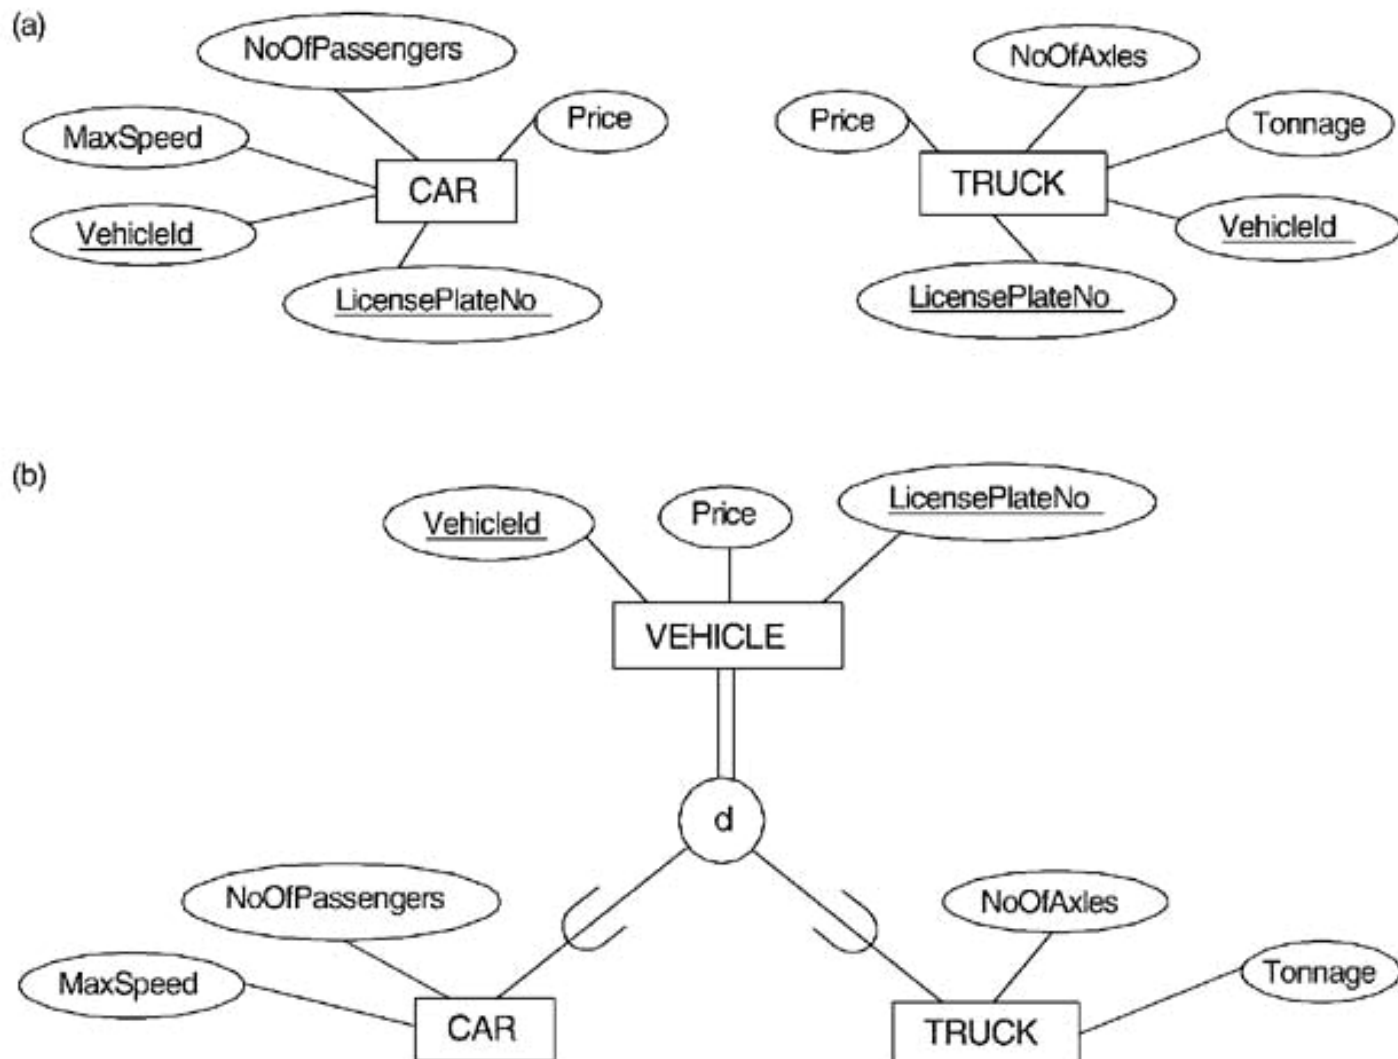 (a)
NoOfPassengers
NoOfAxles
MaxSpeed
Price
Price
Tonnage
CAR
TRUCK
VehicleId
VehicleId
LicensePlateNo
LicensePlateNo
(b)
VehicleId
Price
LicensePlateNo
VEHICLE
d
NoOfPassengers
NoOfAxles
MaxSpeed
Tonnage
CAR
TRUCK